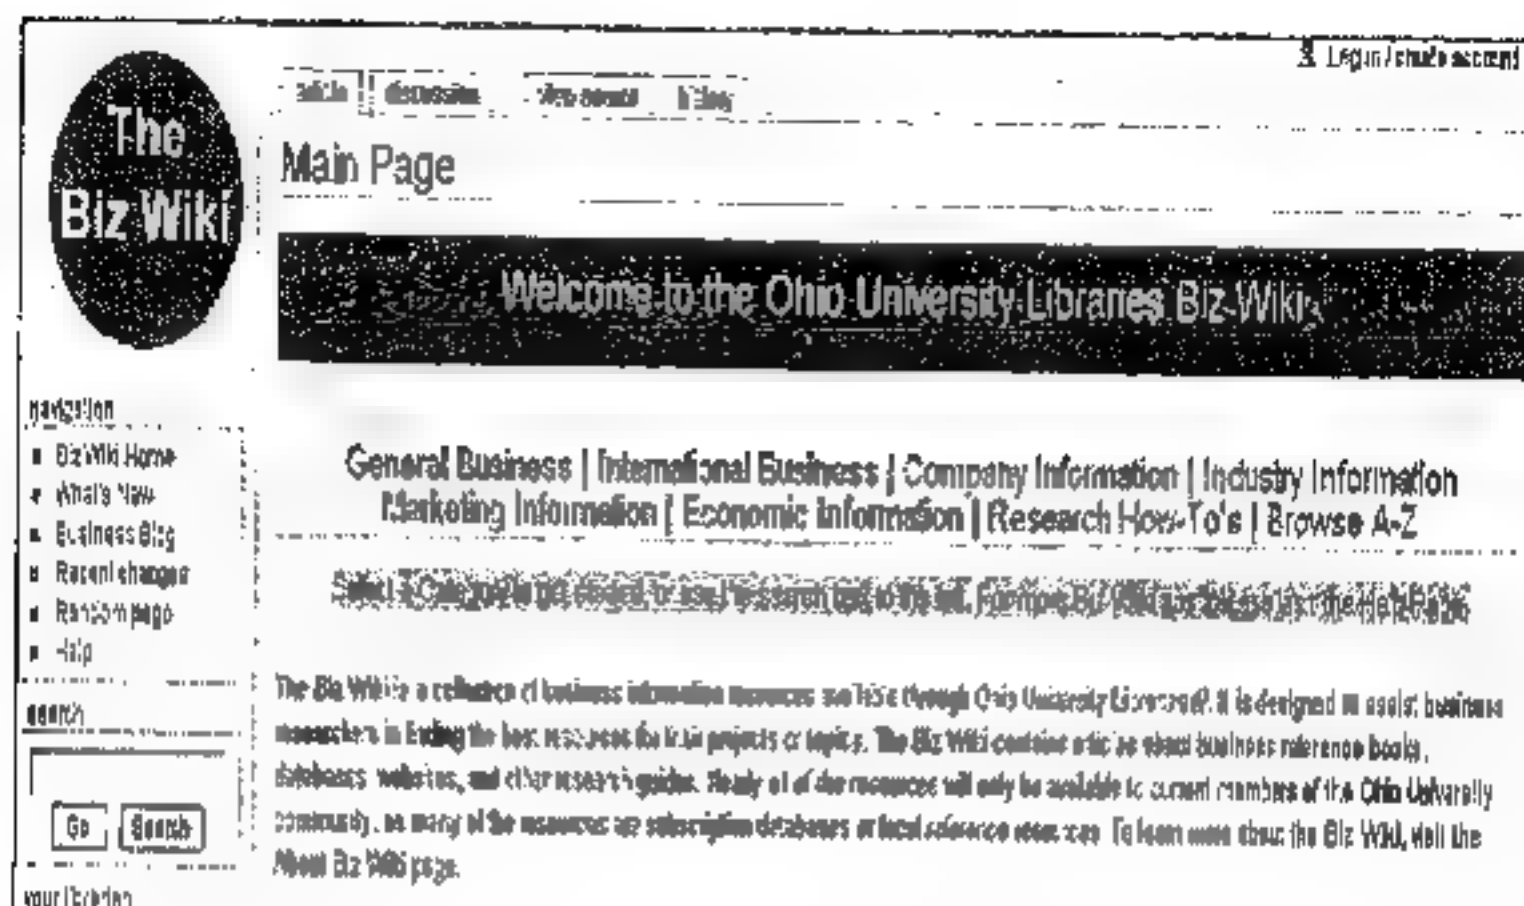 Log in / create account
article discussion view source history
The
Biz Wiki
Main Page
Welcome to the Ohio University Libraries Biz Wiki
navigation
Biz Wiki Home
What's New
Business Blog
Recent changes
Random page
Help
search
Go Search
General Business | International Business | Company Information | Industry Information
Marketing Information | Economic Information | Research How-To's | Browse A-Z
The Biz Wiki is a collection of business information resources available through Ohio University Libraries. It is designed to assist business
researchers in finding the best resources for their projects or topics. The Biz Wiki contains articles about business reference books,
databases, websites, and other research guides. Nearly all of the resources will only be available to current members of the Ohio University
community, as many of the resources are subscription databases or local reference resources. To learn more about the Biz Wiki, visit the
About Biz Wiki page.